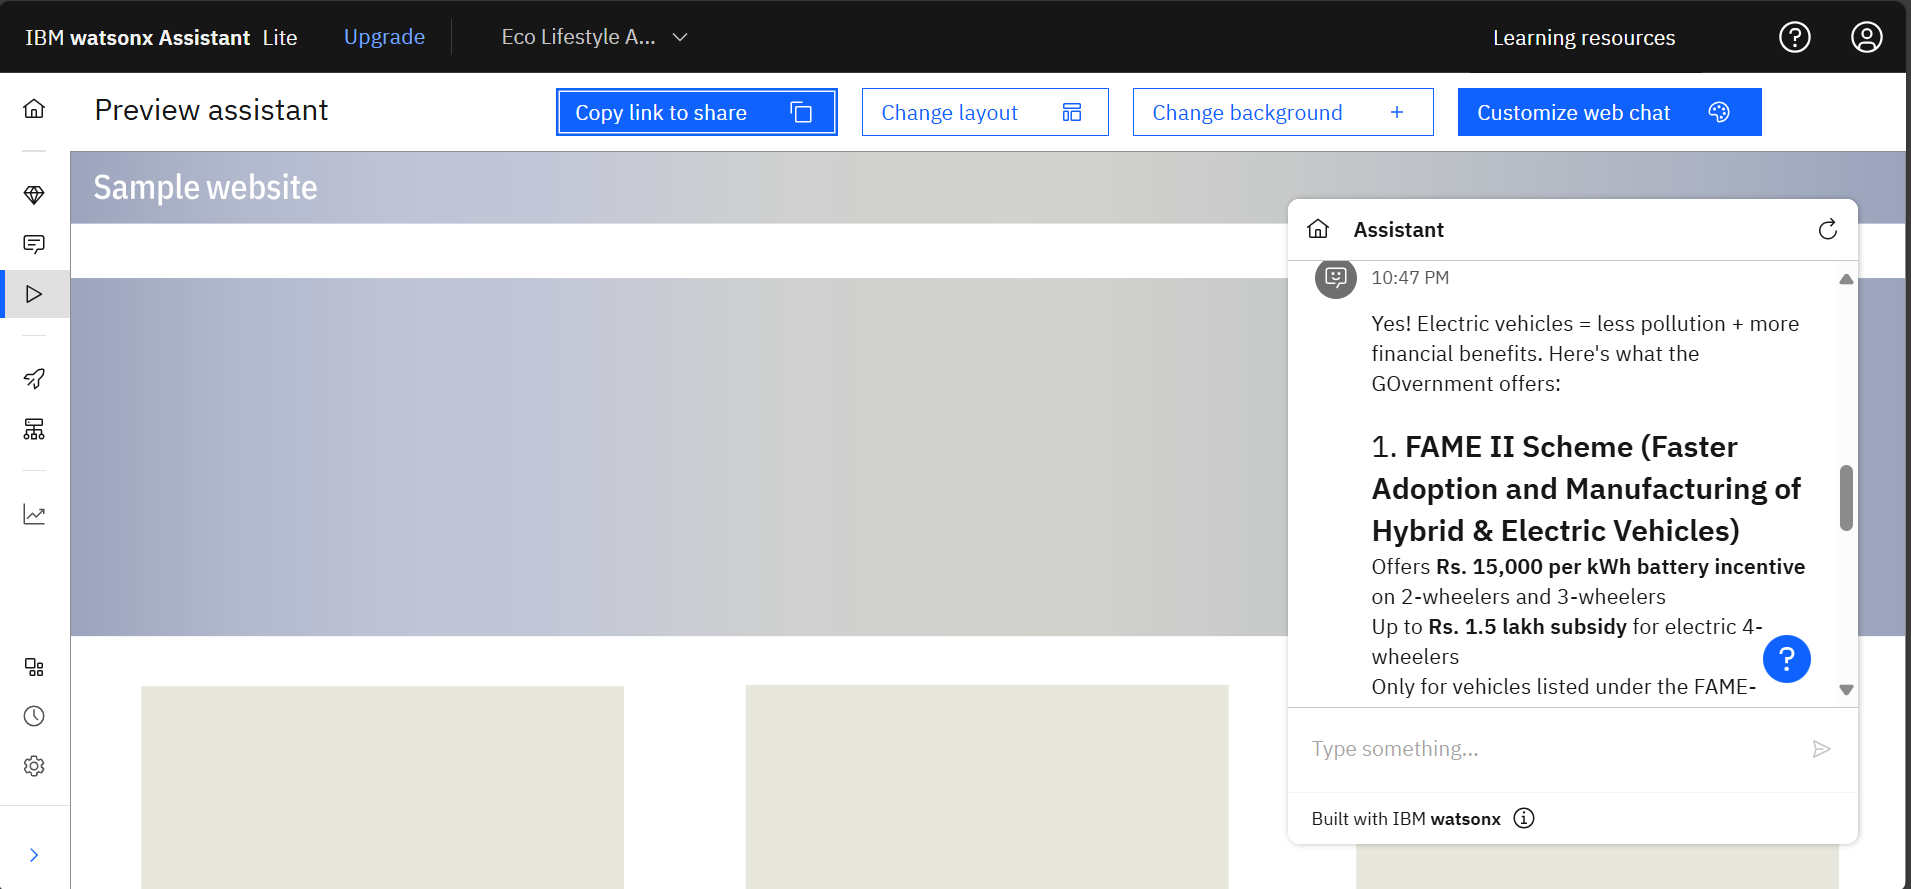 IBM watsonx Assistant Lite Upgrade Eco Lifestyle A... Learning resources
Preview assistant Copy link to share Change layout Change background + Customize web chat
Sample website
Assistant
10:47 PM
Yes! Electric vehicles = less pollution + more
financial benefits. Here's what the
GOvernment offers:
1. FAME II Scheme (Faster
Adoption and Manufacturing of
Hybrid & Electric Vehicles)
Offers Rs. 15,000 per kWh battery incentive
on 2-wheelers and 3-wheelers
Up to Rs. 1.5 lakh subsidy for electric 4-
wheelers
?
Only for vehicles listed under the FAME-
Type something...
Built with IBM watsonx